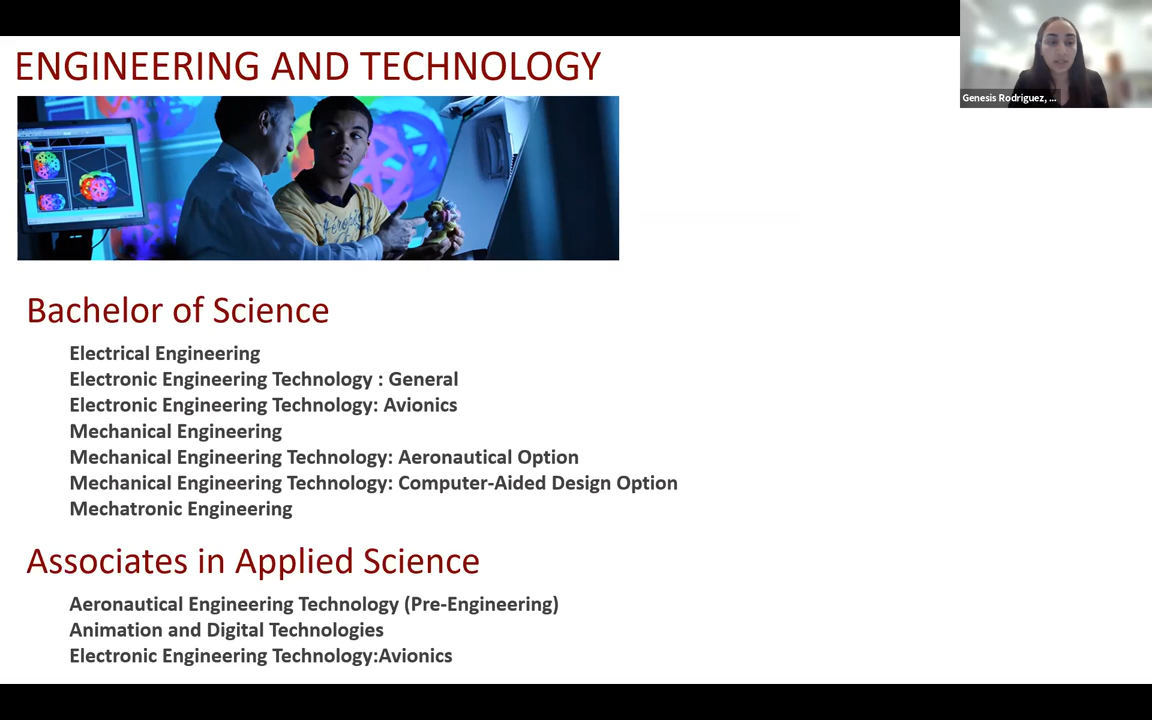 ENGINEERING AND TECHNOLOGY
Genesis Rodriguez, ...
Bachelor of Science
Electrical Engineering
Electronic Engineering Technology : General
Electronic Engineering Technology: Avionics
Mechanical Engineering
Mechanical Engineering Technology: Aeronautical Option
Mechanical Engineering Technology: Computer-Aided Design Option
Mechatronic Engineering
Associates in Applied Science
Aeronautical Engineering Technology (Pre-Engineering)
Animation and Digital Technologies
Electronic Engineering Technology:Avionics